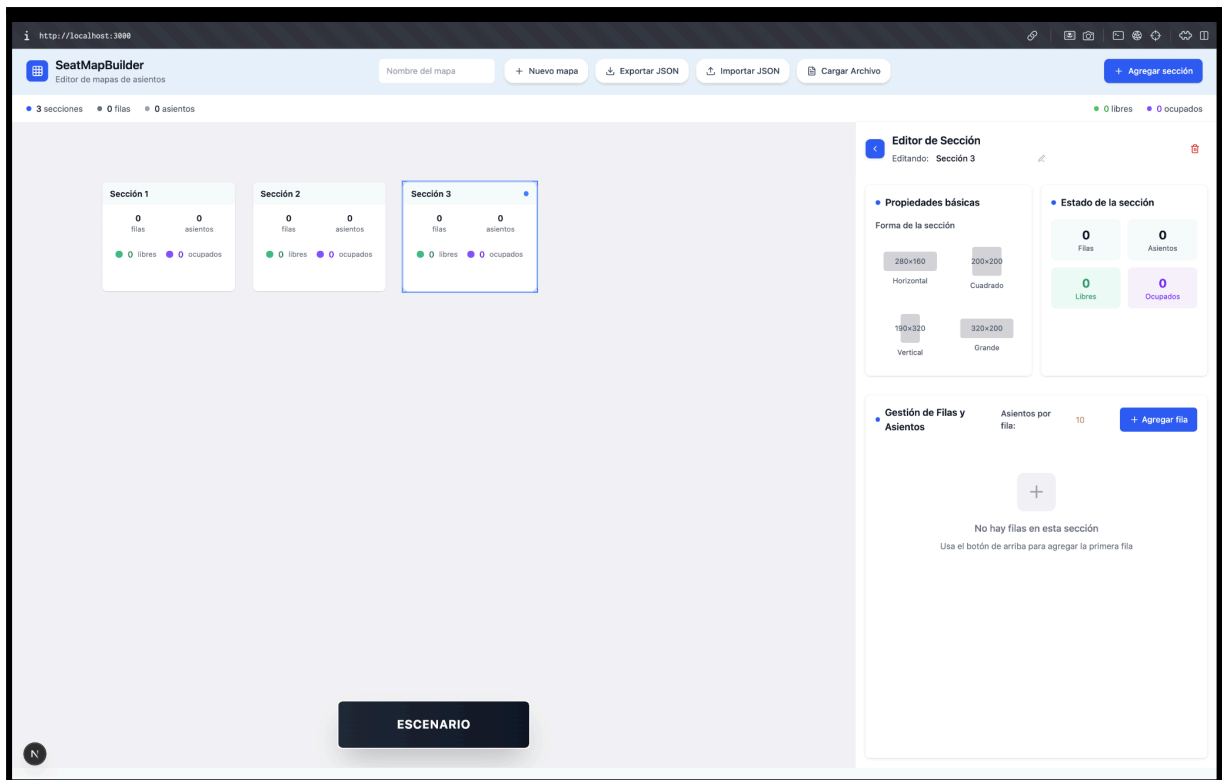 http://localhost:3000
SeatMapBuilder
Editor de mapas de asientos
Nombre del mapa
+ Nuevo mapa
Exportar JSON
Importar JSON
Cargar Archivo
+ Agregar sección
3 secciones
0 filas
0 asientos
0 libres
0 ocupados
Sección 1
0 0
filas asientos
0 libres 0 ocupados
Sección 2
0 0
filas asientos
0 libres 0 ocupados
Sección 3
0 0
filas asientos
0 libres 0 ocupados
ESCENARIO
N
Editor de Sección
Editando: Sección 3
Propiedades básicas
Forma de la sección
280×160
Horizontal
200×200
Cuadrado
190×320
Vertical
320×200
Grande
Estado de la sección
0
Filas
0
Asientos
0
Libres
0
Ocupados
Gestión de Filas y
Asientos
Asientos por
fila:
10
+ Agregar fila
No hay filas en esta sección
Usa el botón de arriba para agregar la primera fila